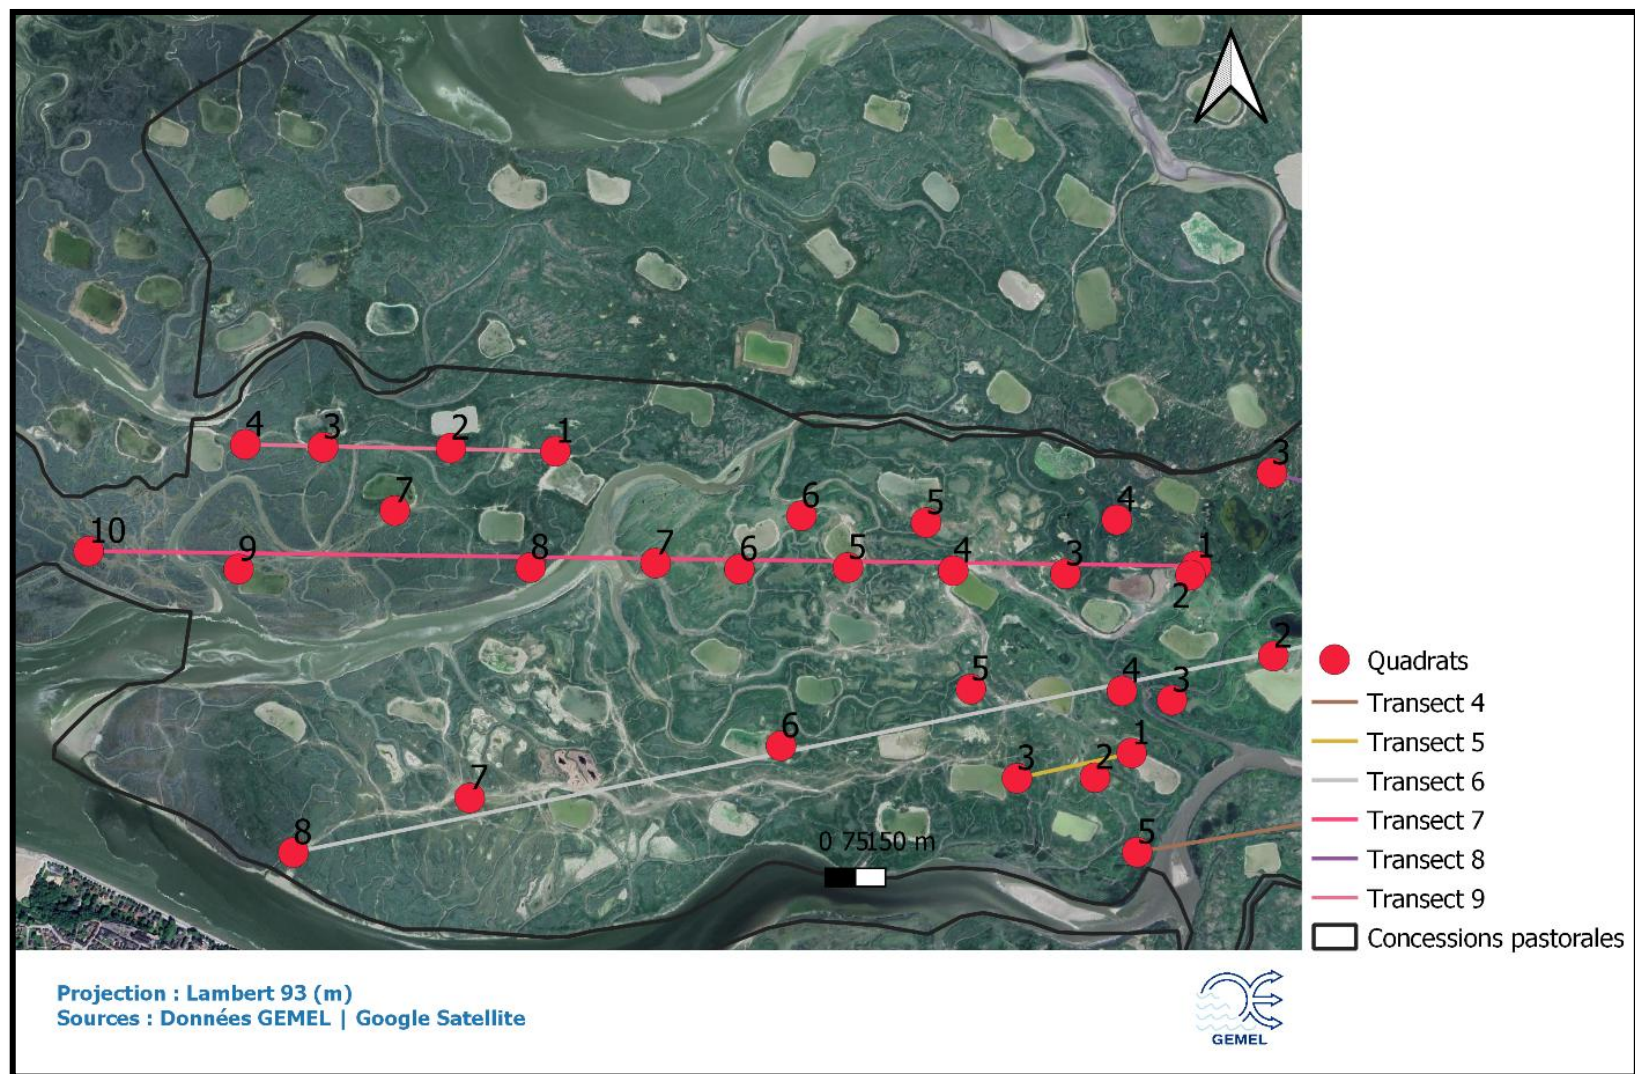 4
3
2
1
3
7
6
5
4
10
9
8
7
6
5
4
3
1
2
2
5
4
3
6
1
3
2
7
8
5
0 75150 m
Quadrats
Transect 4
Transect 5
Transect 6
Transect 7
Transect 8
Transect 9
Concessions pastorales
Projection : Lambert 93 (m)
Sources : Données GEMEL | Google Satellite
GEMEL